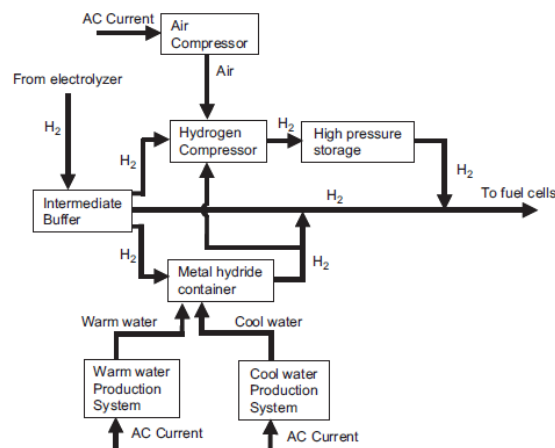 AC Current
Air
Compressor
Air
From electrolyzer
H2
Hydrogen
Compressor
H2
High pressure
storage
H2
H2
Intermediate
Buffer
H2
To fuel cells
H2
Metal hydride
container
H2
Warm water
Cool water
Warm water
Production
System
Cool water
Production
System
AC Current
AC Current